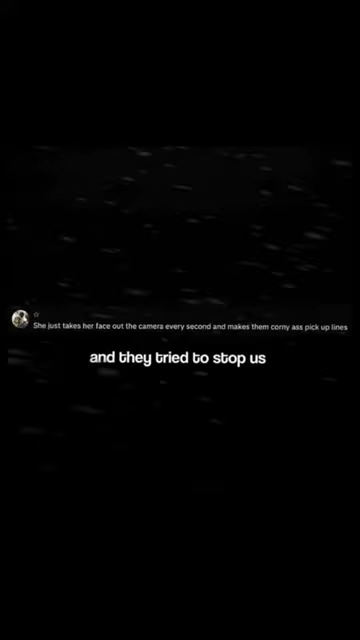 ☆
She just takes her face out the camera every second and makes them corny ass pick up lines
and they tried to stop us